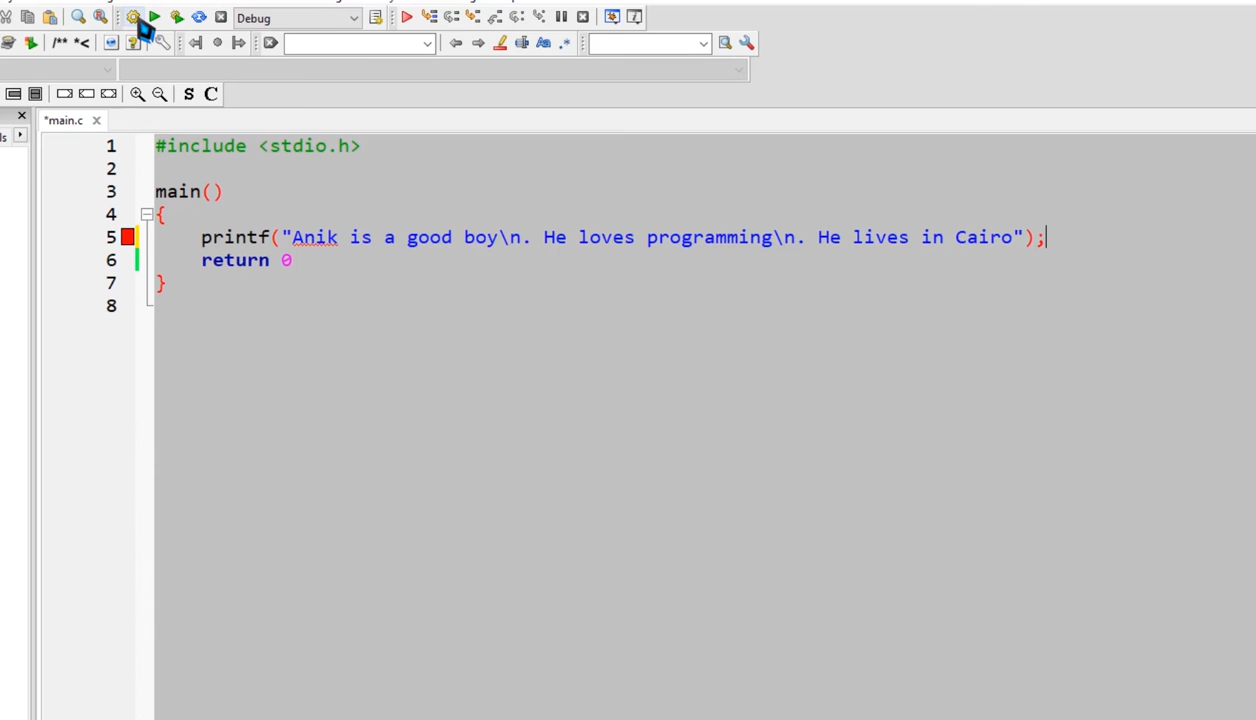 Debug
/** *<
.*
S C
ls *main.c
1 #include <stdio.h>
2
3 main()
4 {
5 printf("Anik is a good boy\n. He loves programming\n. He lives in Cairo");
6 return 0
7 }
8